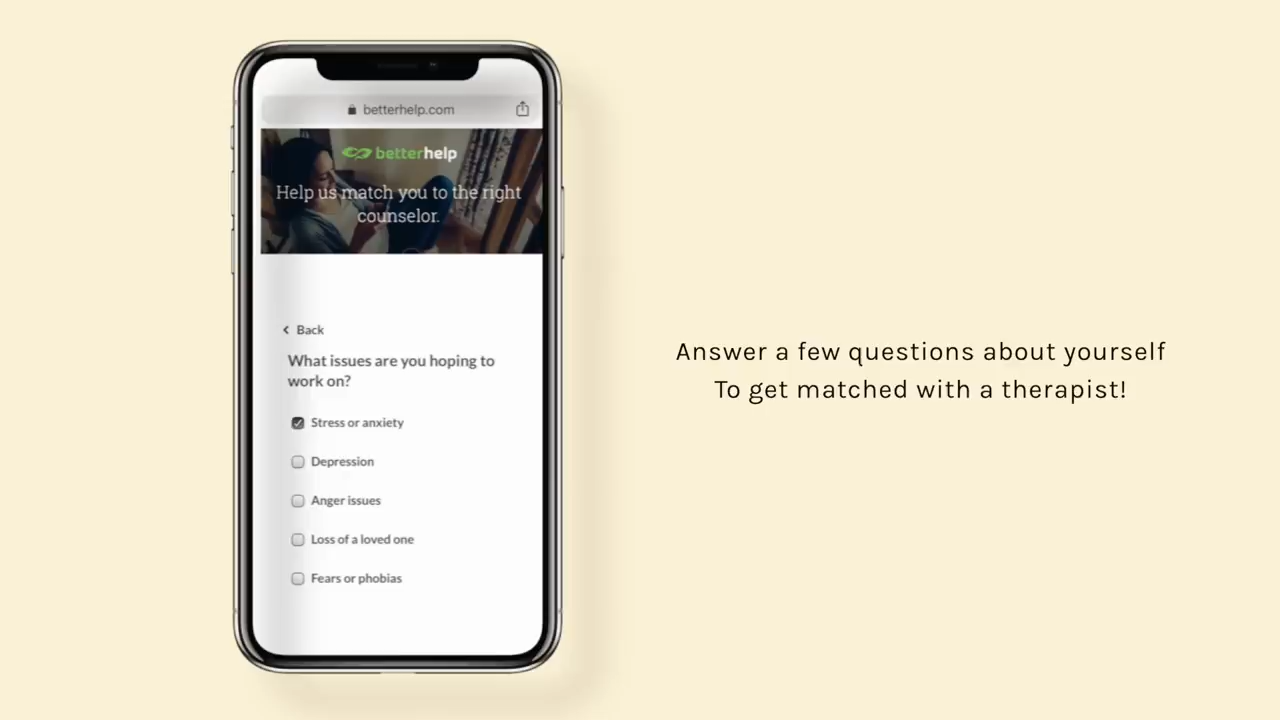 betterhelp.com
betterhelp
Help us match you to the right
counselor.
Back
What issues are you hoping to
work on?
Stress or anxiety
Depression
Anger issues
Loss of a loved one
Fears or phobias
Answer a few questions about yourself
To get matched with a therapist!